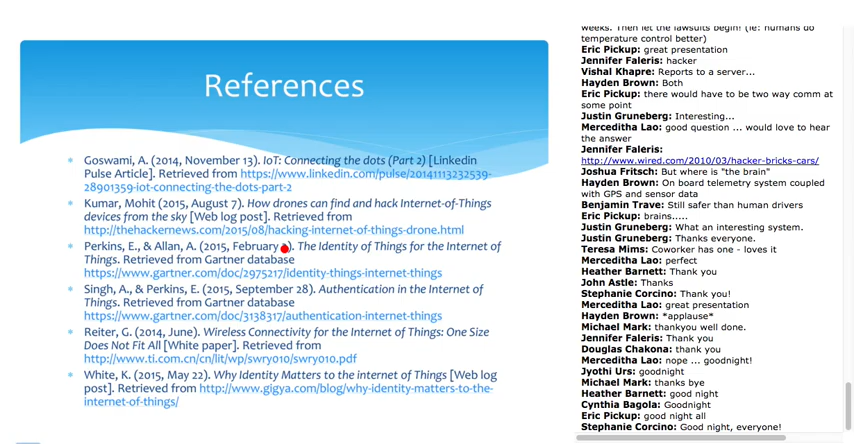 References
Goswami, A. (2014, November 13). IoT: Connecting the dots (Part 2) [Linkedin
Pulse Article]. Retrieved from https://www.linkedin.com/pulse/20141113232539-
28901359-iot-connecting-the-dots-part-2
Kumar, Mohit (2015, August 7). How drones can find and hack Internet-of-Things
devices from the sky [Web log post]. Retrieved from
http://thehackernews.com/2015/08/hacking-internet-of-things-drone.html
Perkins, E., & Allan, A. (2015, February ). The Identity of Things for the Internet of
Things. Retrieved from Gartner database
https://www.gartner.com/doc/2975217/identity-things-internet-things
Singh, A., & Perkins, E. (2015, September 28). Authentication in the Internet of
Things. Retrieved from Gartner database
https://www.gartner.com/doc/3138317/authentication-internet-things
Reiter, G. (2014, June). Wireless Connectivity for the Internet of Things: One Size
Does Not Fit All [White paper]. Retrieved from
http://www.ti.com.cn/cn/lit/wp/swry010/swry010.pdf
White, K. (2015, May 22). Why Identity Matters to the internet of Things [Web log
post]. Retrieved from http://www.gigya.com/blog/why-identity-matters-to-the-
internet-of-things/
weeks. Then let the lawsuits begin! (ie: humans do
temperature control better)
Eric Pickup: great presentation
Jennifer Faleris: hacker
Vishal Khapre: Reports to a server...
Hayden Brown: Both
Eric Pickup: there would have to be two way comm at
some point
Justin Gruneberg: Interesting...
Merceditha Lao: good question ... would love to hear
the answer
Jennifer Faleris:
http://www.wired.com/2010/03/hacker-bricks-cars/
Joshua Fritsch: But where is "the brain"
Hayden Brown: On board telemetry system coupled
with GPS and sensor data
Benjamin Trave: Still safer than human drivers
Eric Pickup: brains.....
Justin Gruneberg: What an interesting system.
Justin Gruneberg: Thanks everyone.
Teresa Mims: Coworker has one - loves it
Merceditha Lao: perfect
Heather Barnett: Thank you
John Astle: Thanks
Stephanie Corcino: Thank you!
Merceditha Lao: great presentation
Hayden Brown: *applause*
Michael Mark: thankyou well done.
Jennifer Faleris: Thank you
Douglas Chakona: thank you
Merceditha Lao: nope ... goodnight!
Jyothi Urs: goodnight
Michael Mark: thanks bye
Heather Barnett: good night
Cynthia Bagola: Goodnight
Eric Pickup: good night all
Stephanie Corcino: Good night, everyone!